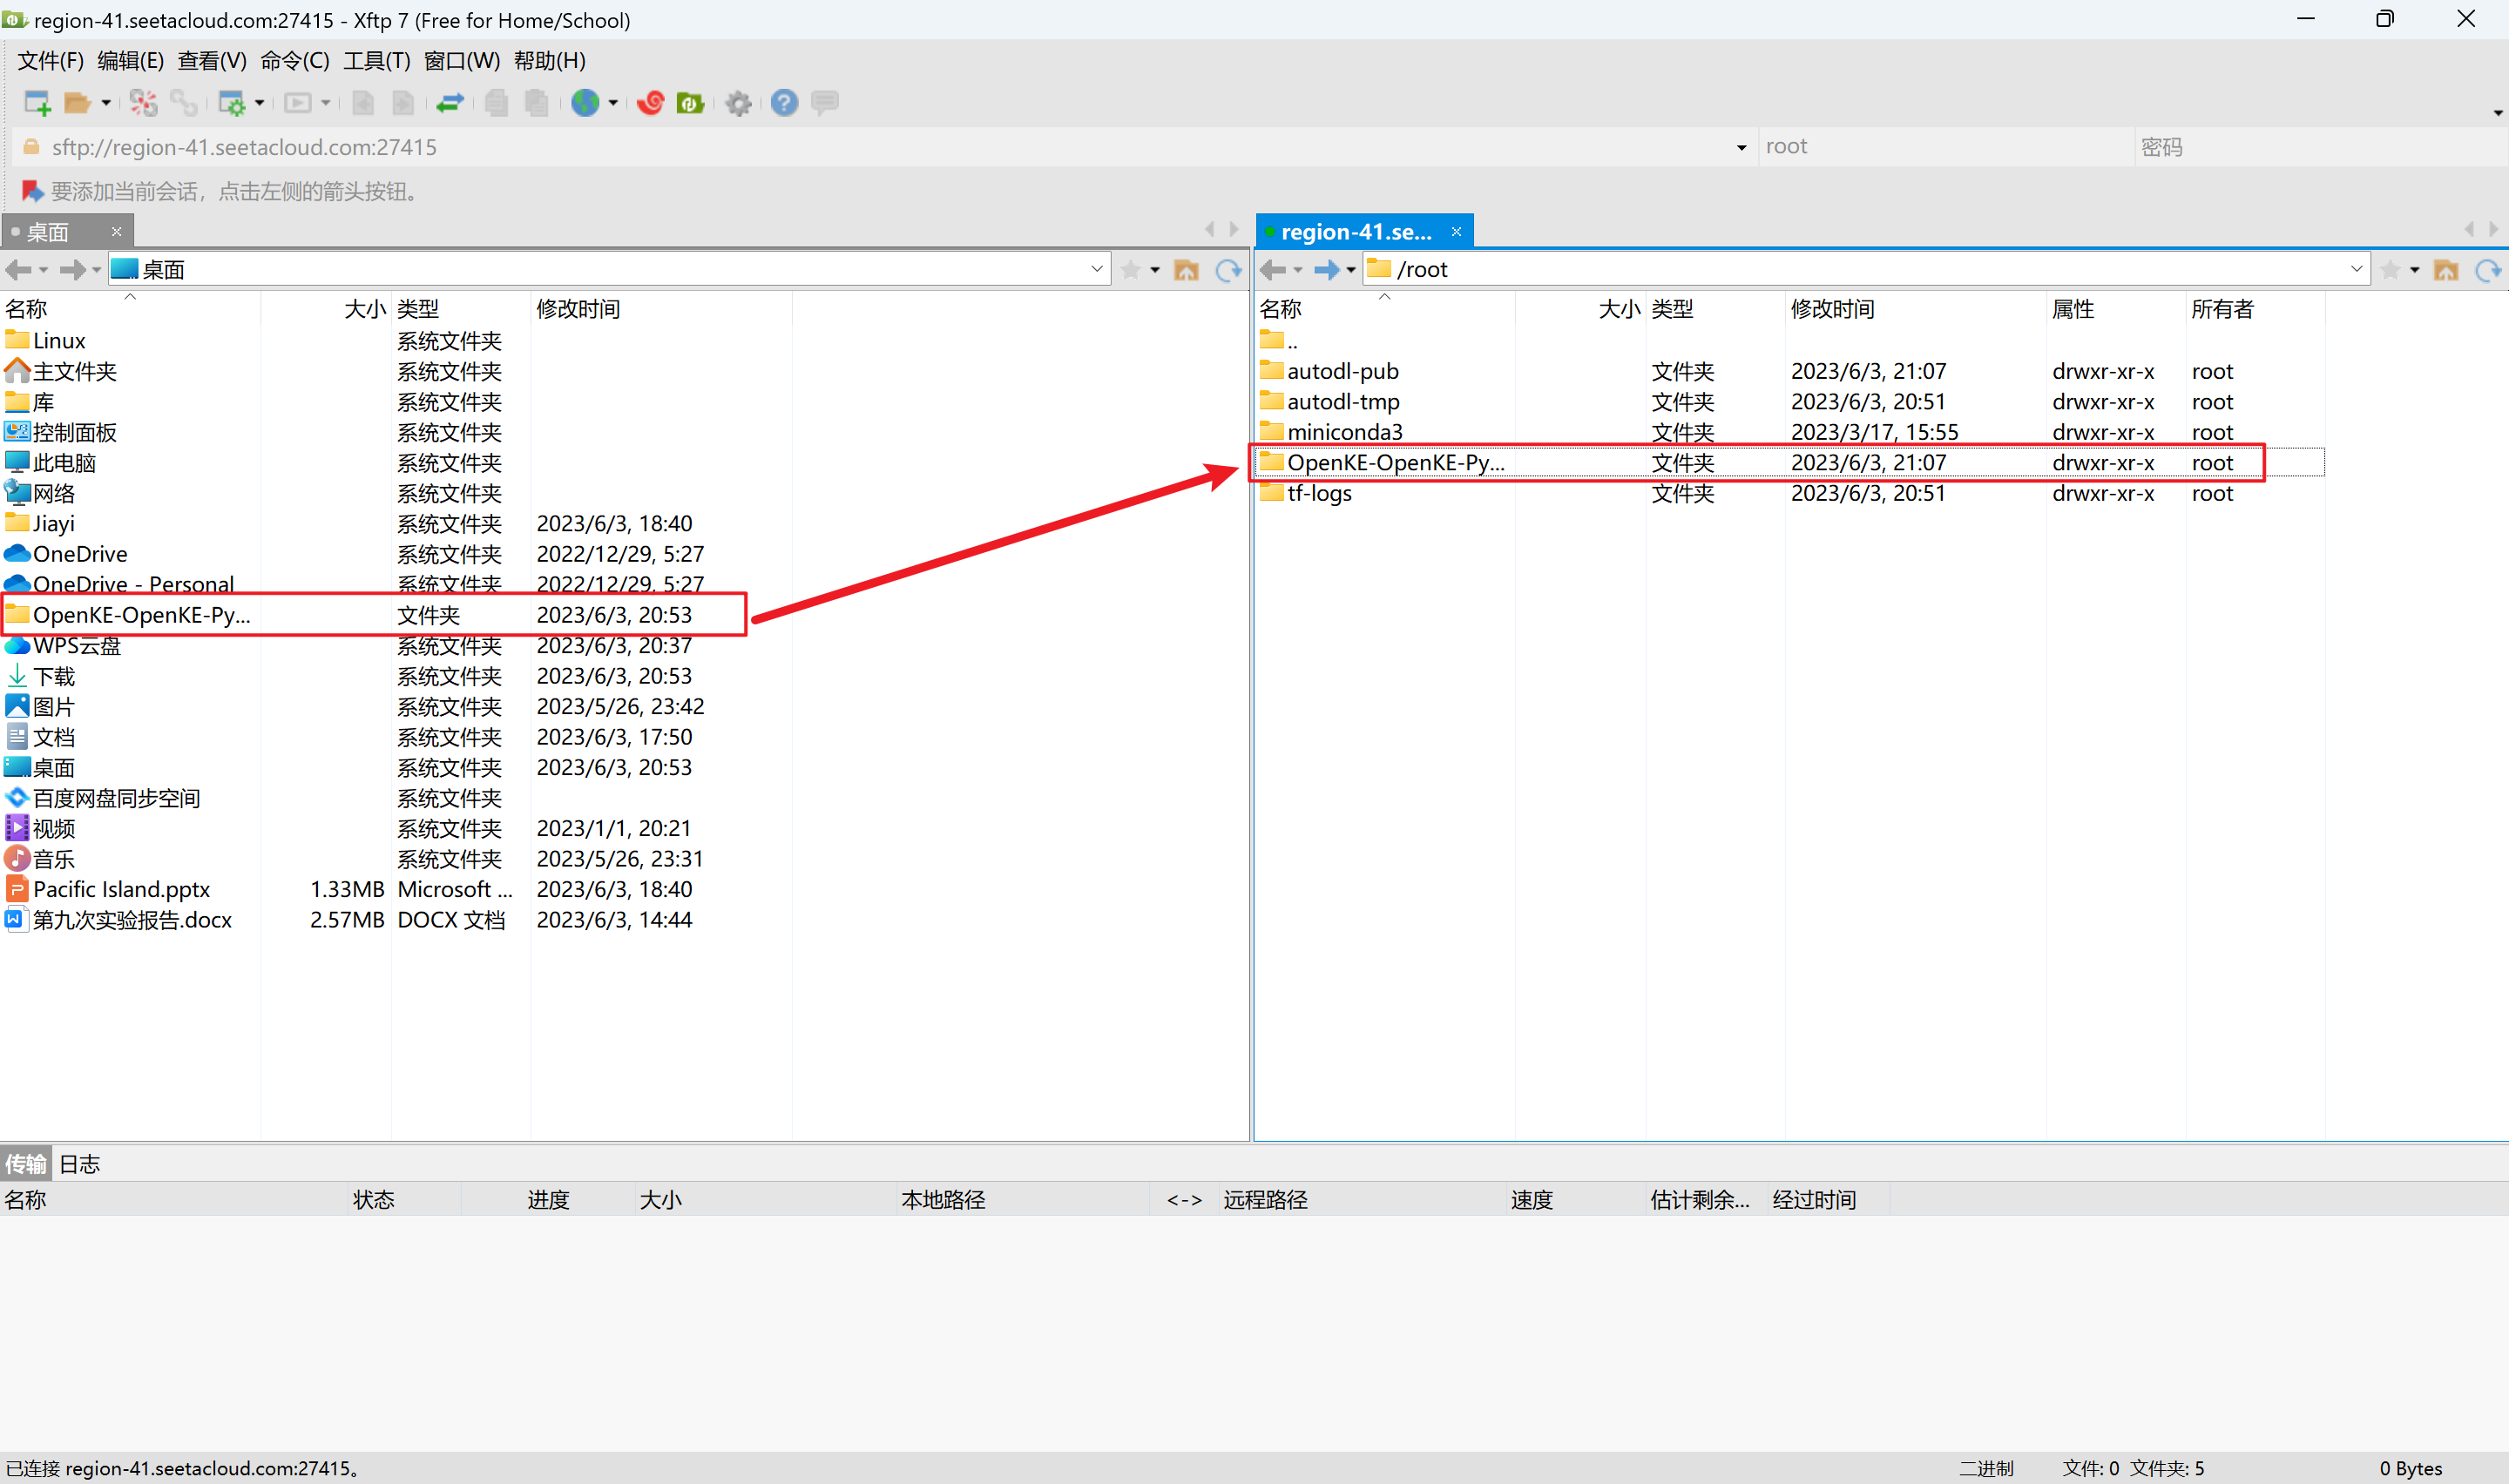 region-41.seetacloud.com:27415 - Xftp 7 (Free for Home/School)
文件(F) 编辑(E) 查看(V) 命令(C) 工具(T) 窗口(W) 帮助(H)
sftp://region-41.seetacloud.com:27415 root 密码
要添加当前会话，点击左侧的箭头按钮。
桌面
桌面
名称 大小 类型 修改时间
Linux 系统文件夹
主文件夹 系统文件夹
库 系统文件夹
控制面板 系统文件夹
此电脑 系统文件夹
网络 系统文件夹
Jiayi 系统文件夹 2023/6/3, 18:40
OneDrive 系统文件夹 2022/12/29, 5:27
OneDrive - Personal 系统文件夹 2022/12/29, 5:27
OpenKE-OpenKE-Py... 文件夹 2023/6/3, 20:53
WPS云盘 系统文件夹 2023/6/3, 20:37
下载 系统文件夹 2023/6/3, 20:53
图片 系统文件夹 2023/5/26, 23:42
文档 系统文件夹 2023/6/3, 17:50
桌面 系统文件夹 2023/6/3, 20:53
百度网盘同步空间 系统文件夹
视频 系统文件夹 2023/1/1, 20:21
音乐 系统文件夹 2023/5/26, 23:31
Pacific Island.pptx 1.33MB Microsoft ... 2023/6/3, 18:40
第九次实验报告.docx 2.57MB DOCX 文档 2023/6/3, 14:44
region-41.se...
/root
名称 大小 类型 修改时间 属性 所有者
..
autodl-pub 文件夹 2023/6/3, 21:07 drwxr-xr-x root
autodl-tmp 文件夹 2023/6/3, 20:51 drwxr-xr-x root
miniconda3 文件夹 2023/3/17, 15:55 drwxr-xr-x root
OpenKE-OpenKE-Py... 文件夹 2023/6/3, 21:07 drwxr-xr-x root
tf-logs 文件夹 2023/6/3, 20:51 drwxr-xr-x root
传输 日志
名称 状态 进度 大小 本地路径 <-> 远程路径 速度 估计剩余... 经过时间
已连接 region-41.seetacloud.com:27415。 二进制 文件: 0 文件夹: 5 0 Bytes